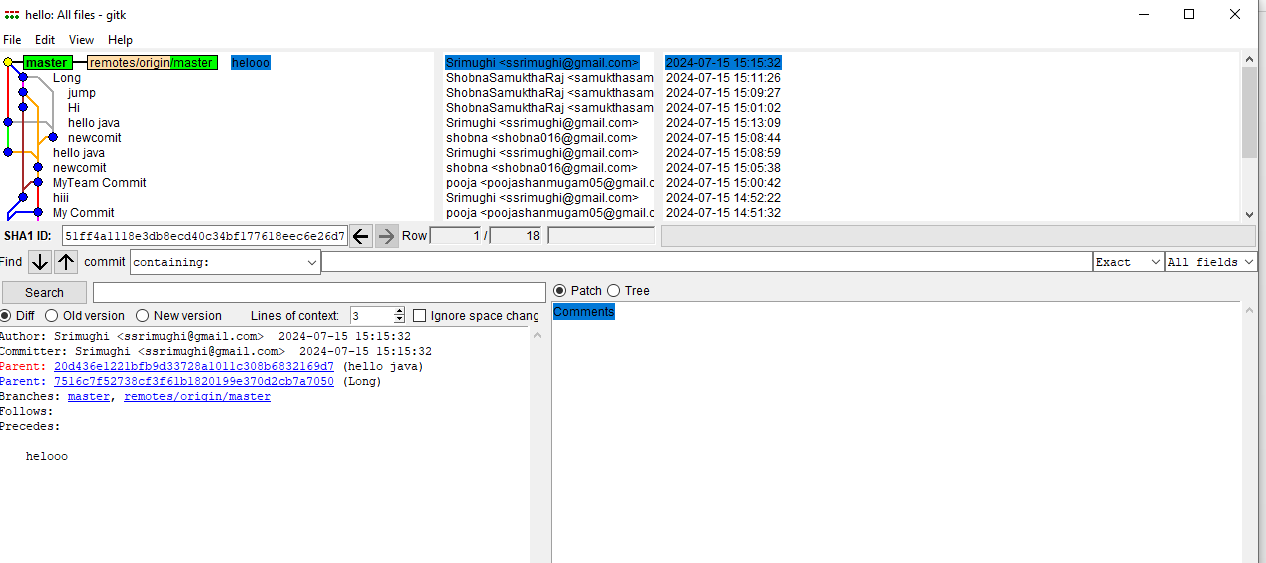 hello: All files - gitk
File Edit View Help
master remotes/origin/master helooo Srimughi <ssrimughi@gmail.com> 2024-07-15 15:15:32
Long ShobnaSamukthaRaj <samukthasam 2024-07-15 15:11:26
jump ShobnaSamukthaRaj <samukthasam 2024-07-15 15:09:27
Hi ShobnaSamukthaRaj <samukthasam 2024-07-15 15:01:02
hello java Srimughi <ssrimughi@gmail.com> 2024-07-15 15:13:09
newcomit shobna <shobna016@gmail.com> 2024-07-15 15:08:44
hello java Srimughi <ssrimughi@gmail.com> 2024-07-15 15:08:59
newcomit shobna <shobna016@gmail.com> 2024-07-15 15:05:38
MyTeam Commit pooja <poojashanmugam05@gmail.c 2024-07-15 15:00:42
hiii Srimughi <ssrimughi@gmail.com> 2024-07-15 14:52:22
My Commit pooja <poojashanmugam05@gmail.c 2024-07-15 14:51:32
SHA1 ID: 51ff4a1118e3db8ecd40c34bf177618eec6e26d7 Row 1 / 18
Find commit containing: Exact All fields
Search
Patch Tree
Diff Old version New version Lines of context: 3 Ignore space chang
Comments
Author: Srimughi <ssrimughi@gmail.com> 2024-07-15 15:15:32
Committer: Srimughi <ssrimughi@gmail.com> 2024-07-15 15:15:32
Parent: 20d436e1221bfb9d33728a1011c308b6832169d7 (hello java)
Parent: 7516c7f52738cf3f61b1820199e370d2cb7a7050 (Long)
Branches: master, remotes/origin/master
Follows:
Precedes:
helooo